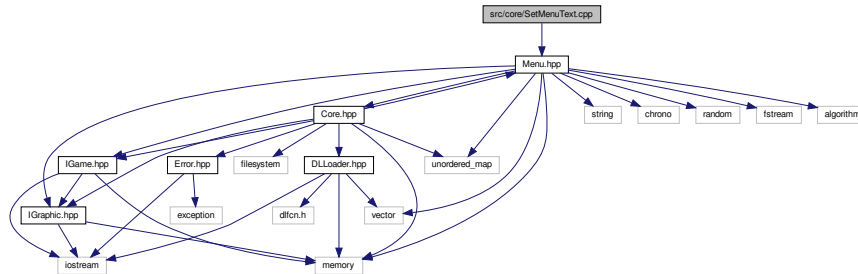 src/core/SetMenuText.cpp
Menu.hpp
Core.hpp
string
chrono
random
fstream
algorithm
IGame.hpp
Error.hpp
filesystem
DLLoader.hpp
unordered_map
IGraphic.hpp
exception
dlfcn.h
vector
iostream
memory